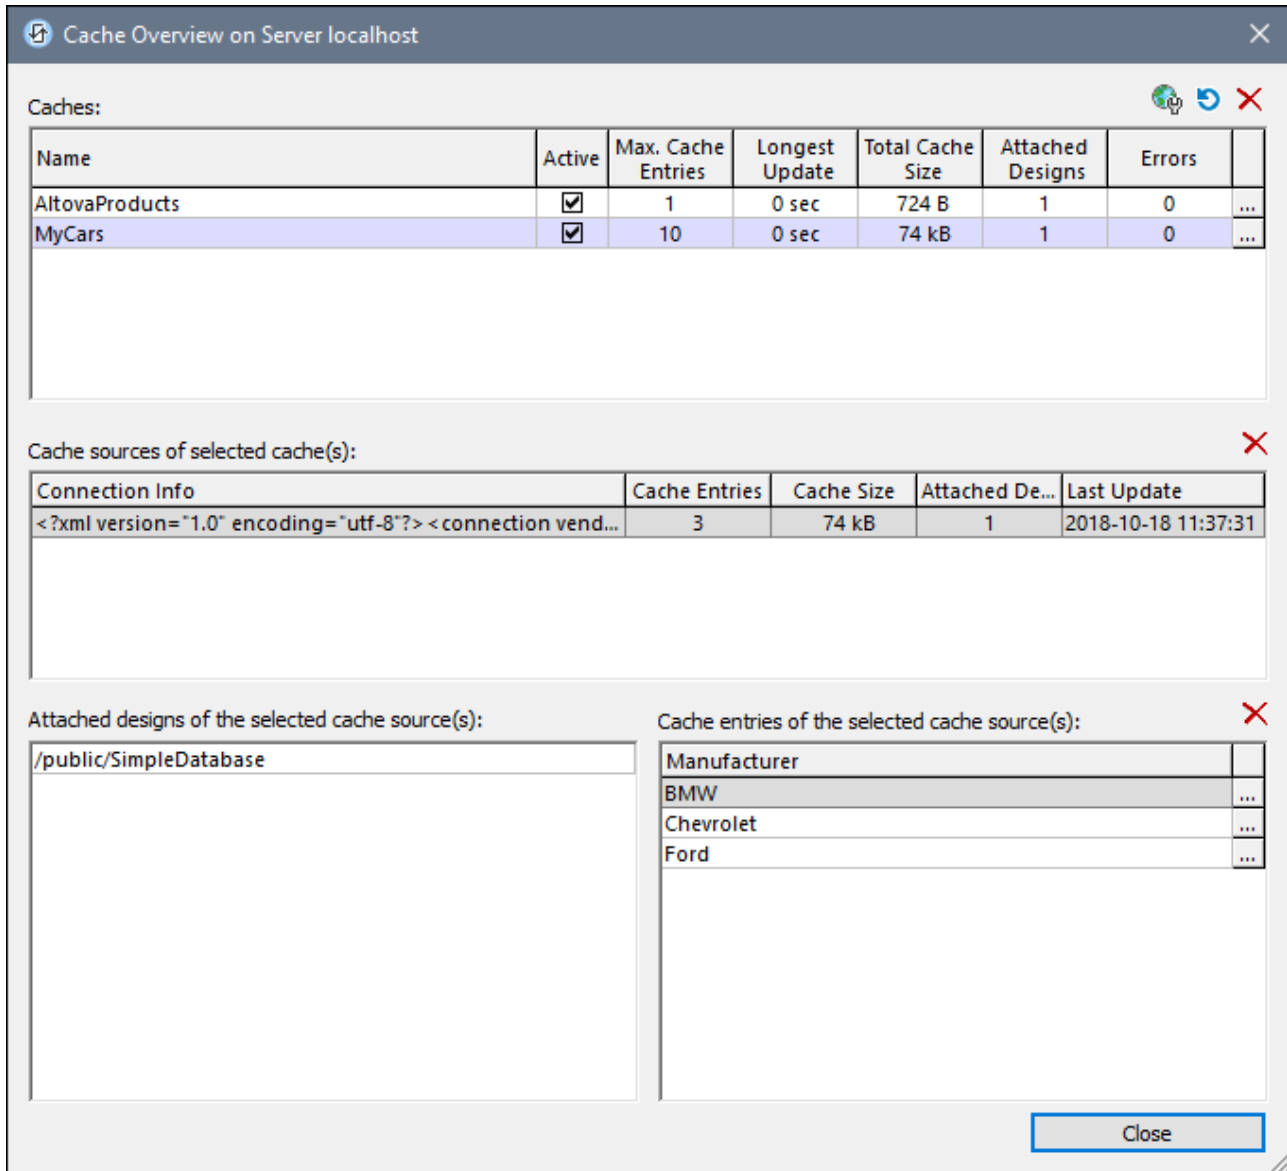 Cache Overview on Server localhost
Caches:
Name Active Max. Cache Entries Longest Update Total Cache Size Attached Designs Errors
AltovaProducts 1 0 sec 724 B 1 0 ...
MyCars 10 0 sec 74 kB 1 0 ...
Cache sources of selected cache(s):
Connection Info Cache Entries Cache Size Attached De... Last Update
<?xml version="1.0" encoding="utf-8"?> <connection vend... 3 74 kB 1 2018-10-18 11:37:31
Attached designs of the selected cache source(s):
/public/SimpleDatabase
Cache entries of the selected cache source(s):
Manufacturer
BMW ...
Chevrolet ...
Ford ...
Close